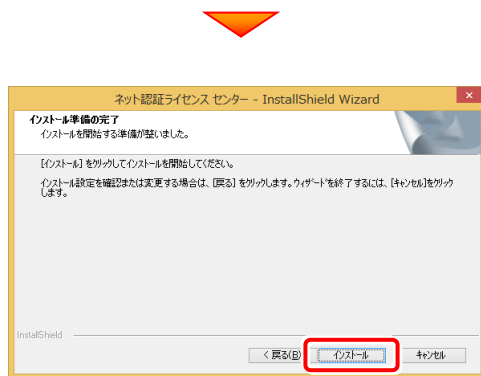 ネット認証ライセンス センター - InstallShield Wizard
インストール準備の完了
インストールを開始する準備が整いました。
[インストール] をクリックしてインストールを開始してください。
インストール設定を確認または変更する場合は、[戻る] をクリックします。ウィザードを終了するには、[キャンセル]をクリック
します。
InstallShield
< 戻る(B) インストール キャンセル